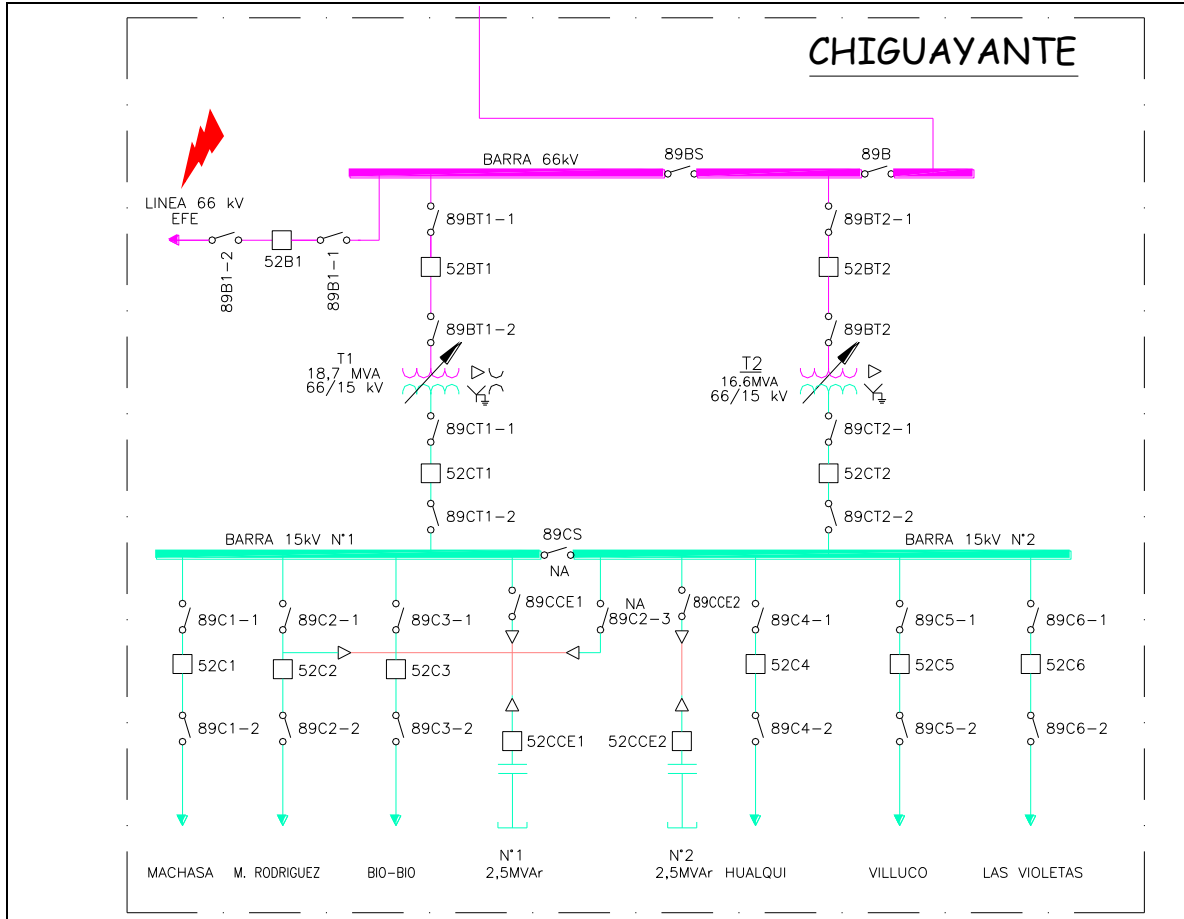 CHIGUAYANTE
BARRA 66kV
89BS
89B
LINEA 66 kV
EFE
89B1-2
52B1
89B1-1
89BT1-1
52BT1
89BT1-2
T1
18,7 MVA
66/15 kV
89BT2-1
52BT2
89BT2
T2
16.6MVA
66/15 kV
89CT1-1
52CT1
89CT1-2
89CT2-1
52CT2
89CT2-2
BARRA 15kV N°1
89CS
NA
BARRA 15kV N°2
89C1-1
89C2-1
89C3-1
89CCE1
NA
89C2-3
89CCE2
89C4-1
89C5-1
89C6-1
52C1
52C2
52C3
52C4
52C5
52C6
89C1-2
89C2-2
89C3-2
52CCE1
52CCE2
89C4-2
89C5-2
89C6-2
MACHASA
M. RODRIGUEZ
BIO-BIO
N°1
2,5MVAr
N°2
2,5MVAr
HUALQUI
VILLUCO
LAS VIOLETAS